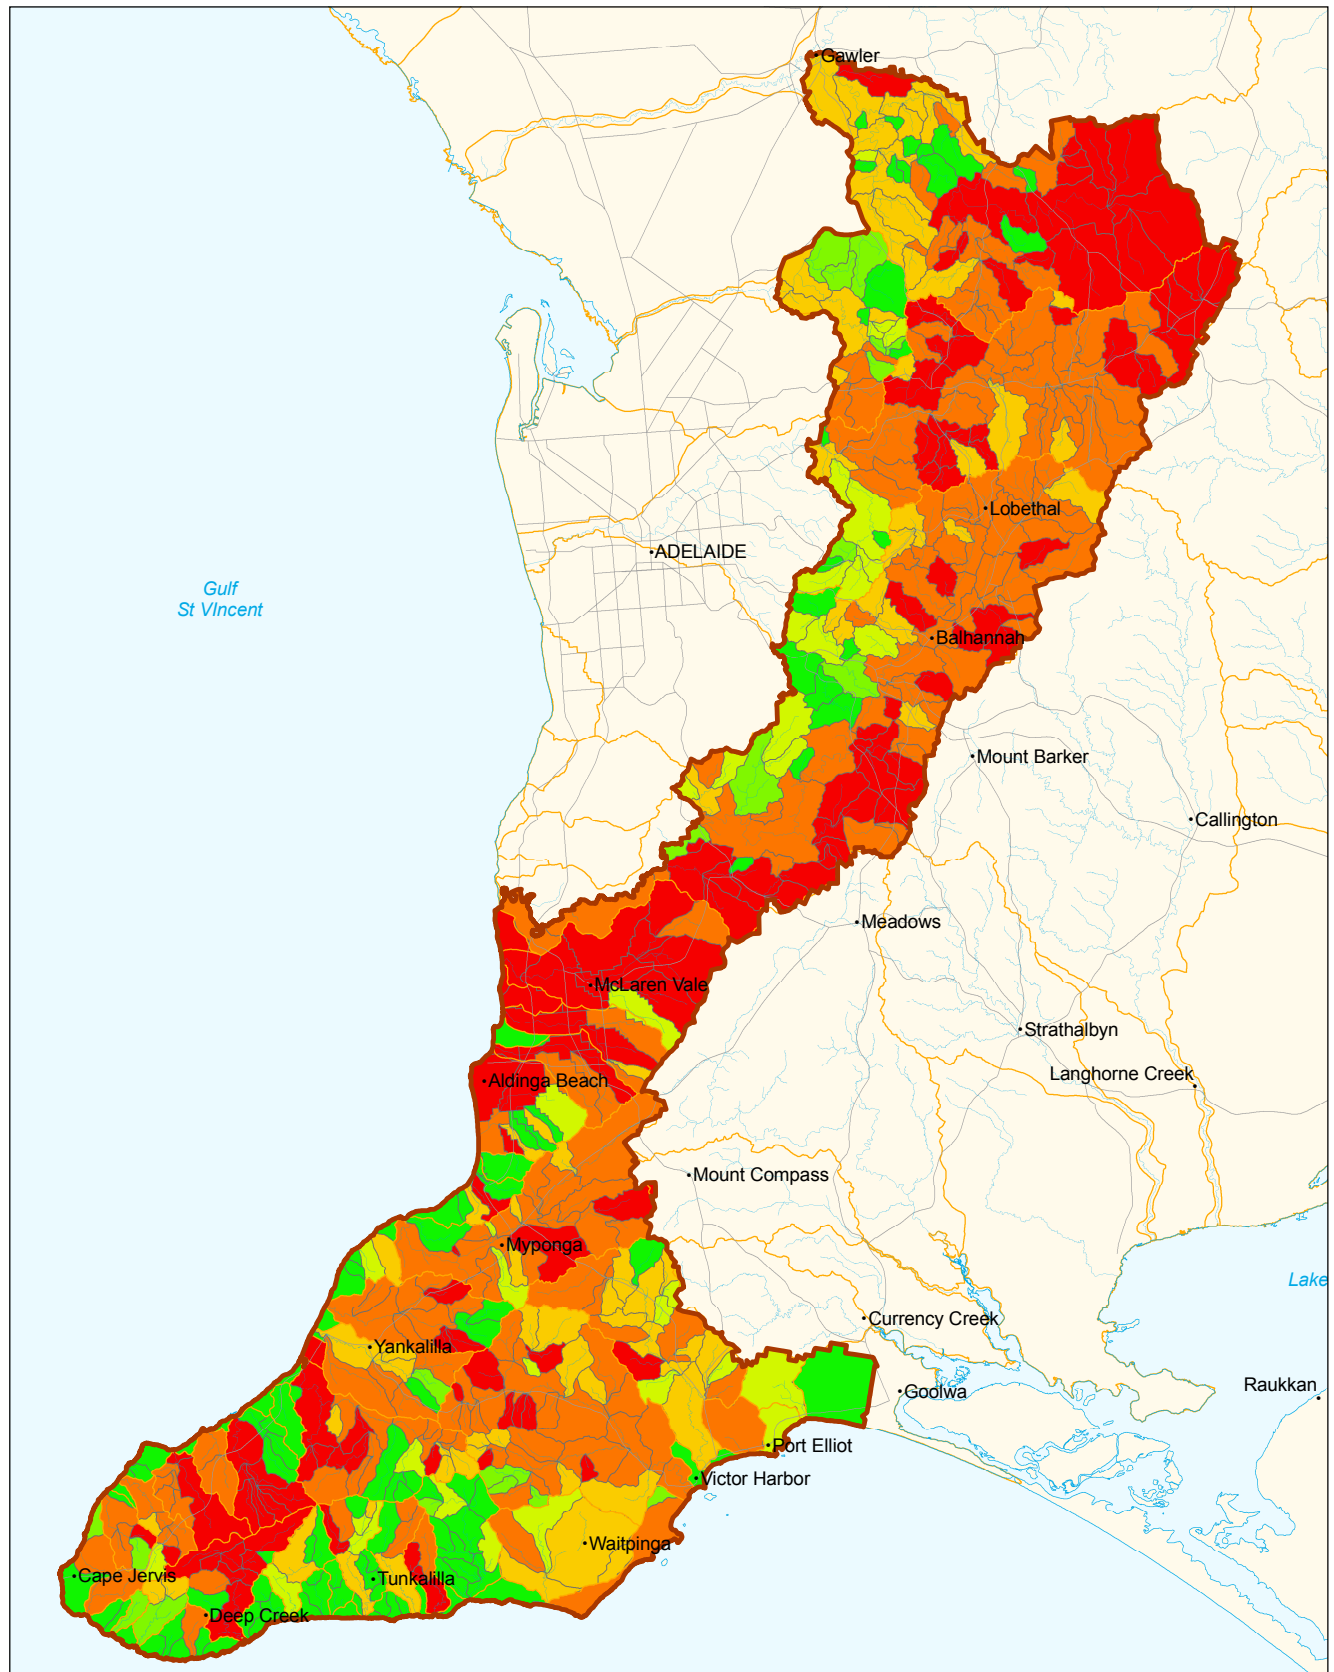 Gawler
Lobethal
ADELAIDE
Gulf
St VIncent
Balhannah
Mount Barker
Callington
Meadows
McLaren Vale
Strathalbyn
Langhorne Creek
Aldinga Beach
Mount Compass
Myponga
Lake
Currency Creek
Yankalilla
Raukkan
Goolwa
Port Elliot
Victor Harbor
Waitpinga
Cape Jervis
Tunkalilla
Deep Creek